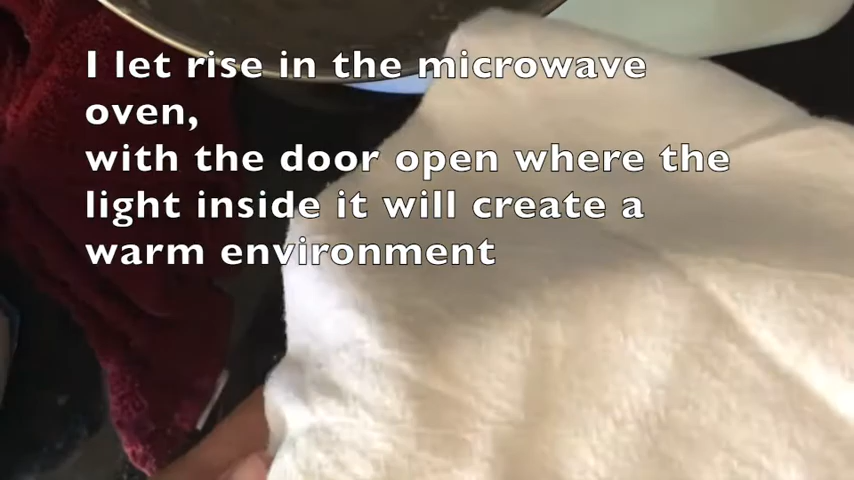 I let rise in the microwave
oven,
with the door open where the
light inside it will create a
warm environment